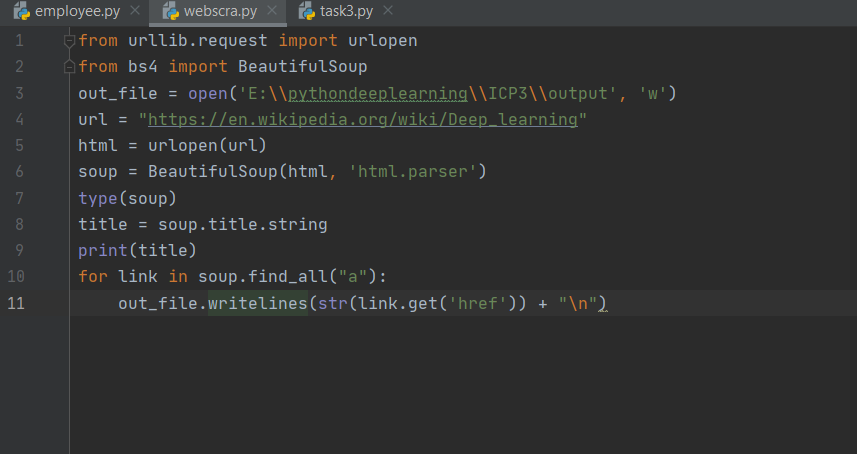 employee.py × webscra.py × task3.py ×
1 from urllib.request import urlopen
2 from bs4 import BeautifulSoup
3 out_file = open('E:\\pythondeeplearning\\ICP3\\output', 'w')
4 url = "https://en.wikipedia.org/wiki/Deep_learning"
5 html = urlopen(url)
6 soup = BeautifulSoup(html, 'html.parser')
7 type(soup)
8 title = soup.title.string
9 print(title)
10 for link in soup.find_all("a"):
11     out_file.writelines(str(link.get('href')) + "\n")